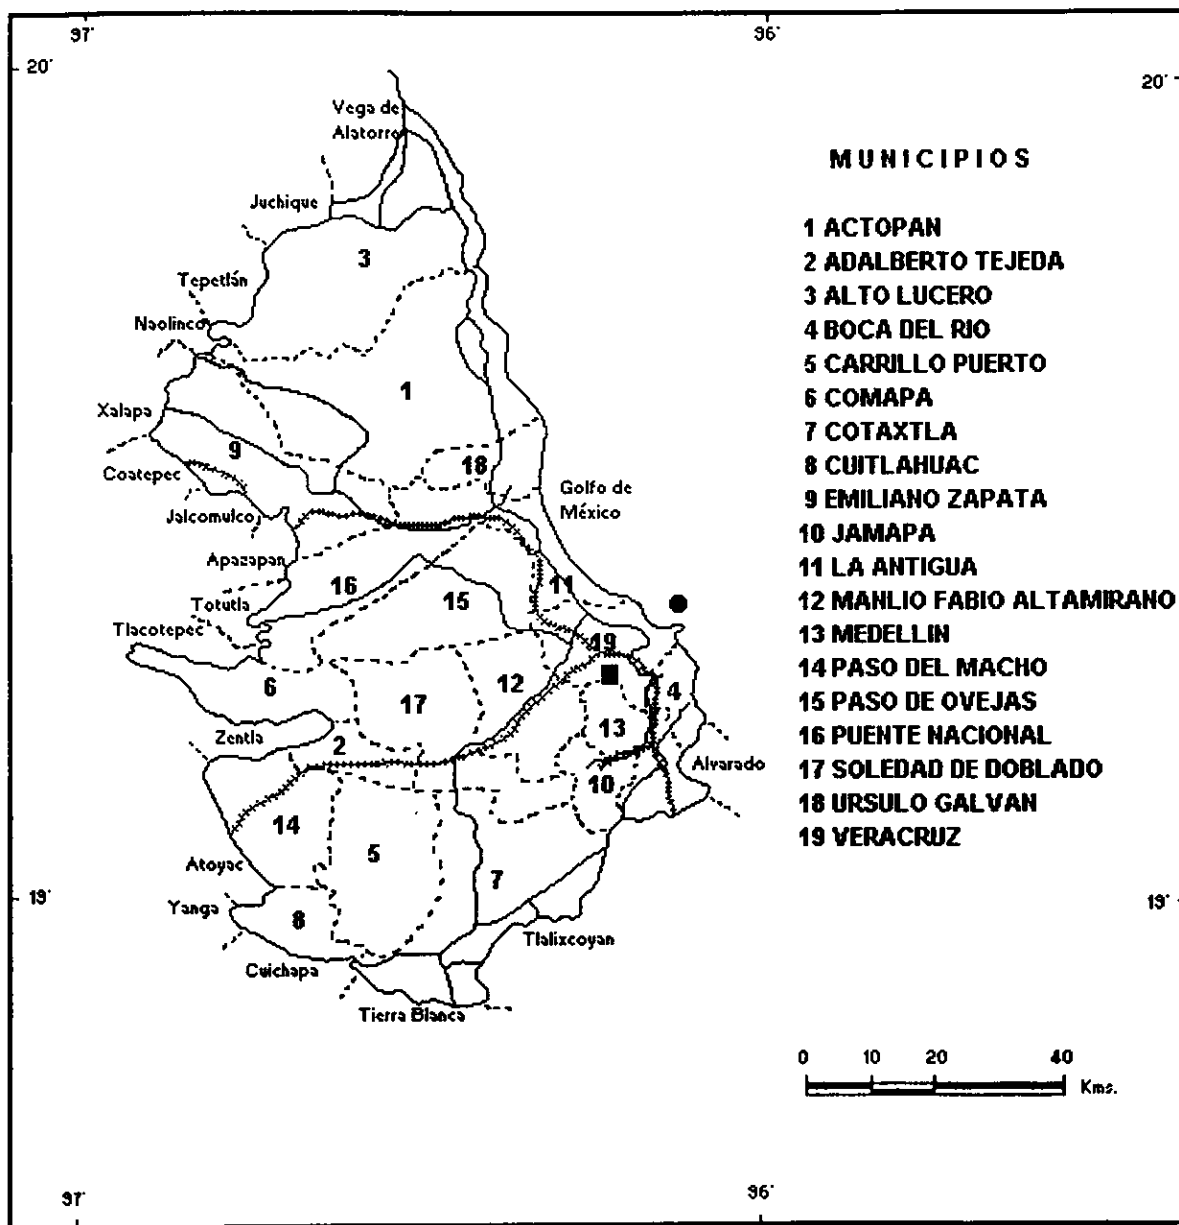 97°
96°
20°
20°
Vega de
Alatorro
MUNICIPIOS
Juchique
3
Tepetlán
Naolinco
1 ACTOPAN
2 ADALBERTO TEJEDA
3 ALTO LUCERO
4 BOCA DEL RIO
5 CARRILLO PUERTO
6 COMAPA
7 COTAXTLA
8 CUITLAHUAC
9 EMILIANO ZAPATA
10 JAMAPA
11 LA ANTIGUA
12 MANLIO FABIO ALTAMIRANO
13 MEDELLIN
14 PASO DEL MACHO
15 PASO DE OVEJAS
16 PUENTE NACIONAL
17 SOLEDAD DE DOBLADO
18 URSULO GALVAN
19 VERACRUZ
1
Xalapa
9
18
Coatepec
Golfo de
México
Jalcomulco
Apazapan
16
15
11
Totutla
Tlacotepec
19
6
17
12
4
Zentla
2
13
Alvarado
10
14
5
Atoyac
7
Yanga
8
Tlalixcoyan
Cuichapa
Tierra Blanca
19°
19°
0 10 20 40
Kms.
97°
96°